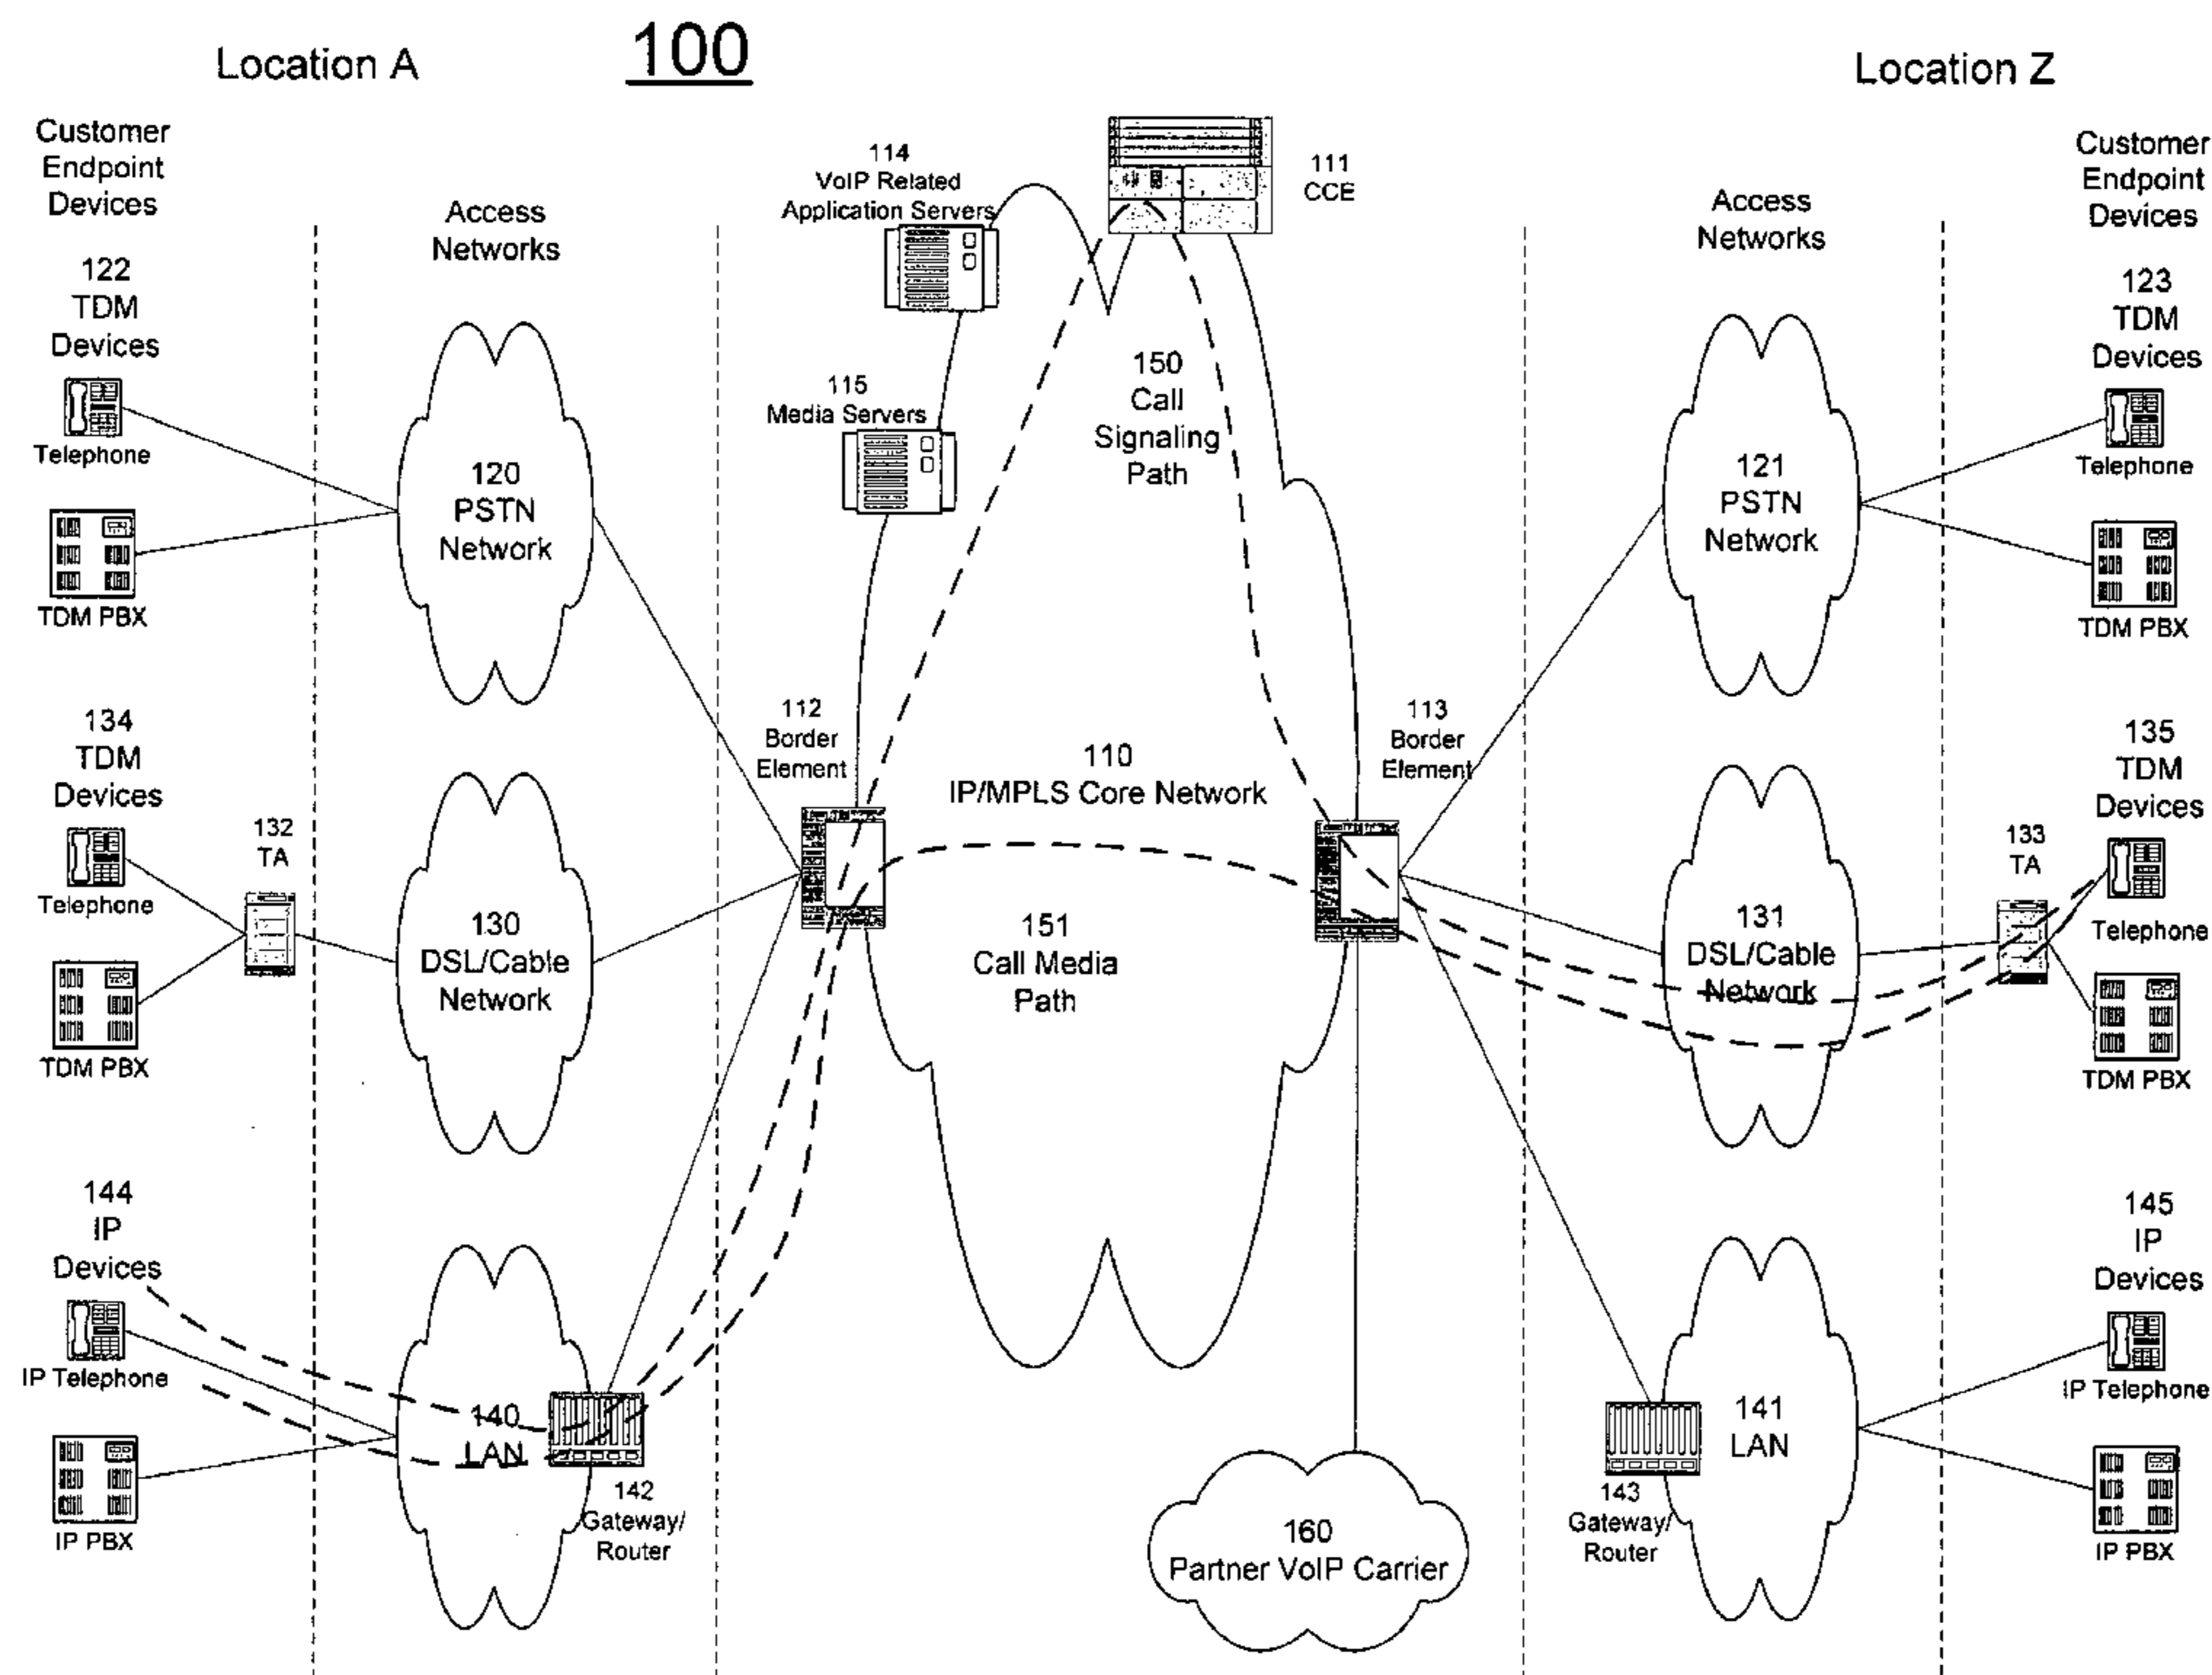 100
Location A
Location Z
Customer
Endpoint
Devices
Access
Networks
114
VoIP Related
Application Servers
111
CCE
Access
Networks
Customer
Endpoint
Devices
122
TDM
Devices
Telephone
TDM PBX
120
PSTN
Network
115
Media Servers
150
Call
Signaling
Path
121
PSTN
Network
123
TDM
Devices
Telephone
TDM PBX
134
TDM
Devices
Telephone
TDM PBX
132
TA
130
DSL/Cable
Network
112
Border
Element
110
IP/MPLS Core Network
113
Border
Element
151
Call Media
Path
131
DSL/Cable
Network
133
TA
135
TDM
Devices
Telephone
TDM PBX
144
IP
Devices
IP Telephone
IP PBX
140
LAN
142
Gateway/
Router
160
Partner VoIP Carrier
143
Gateway/
Router
141
LAN
145
IP
Devices
IP Telephone
IP PBX